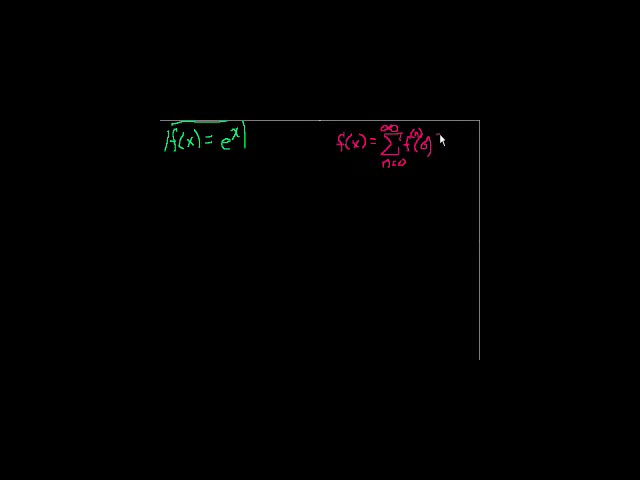 f(x) = e^x
f(x) = ∑_{n=0}^{∞} f^{(n)}(0)